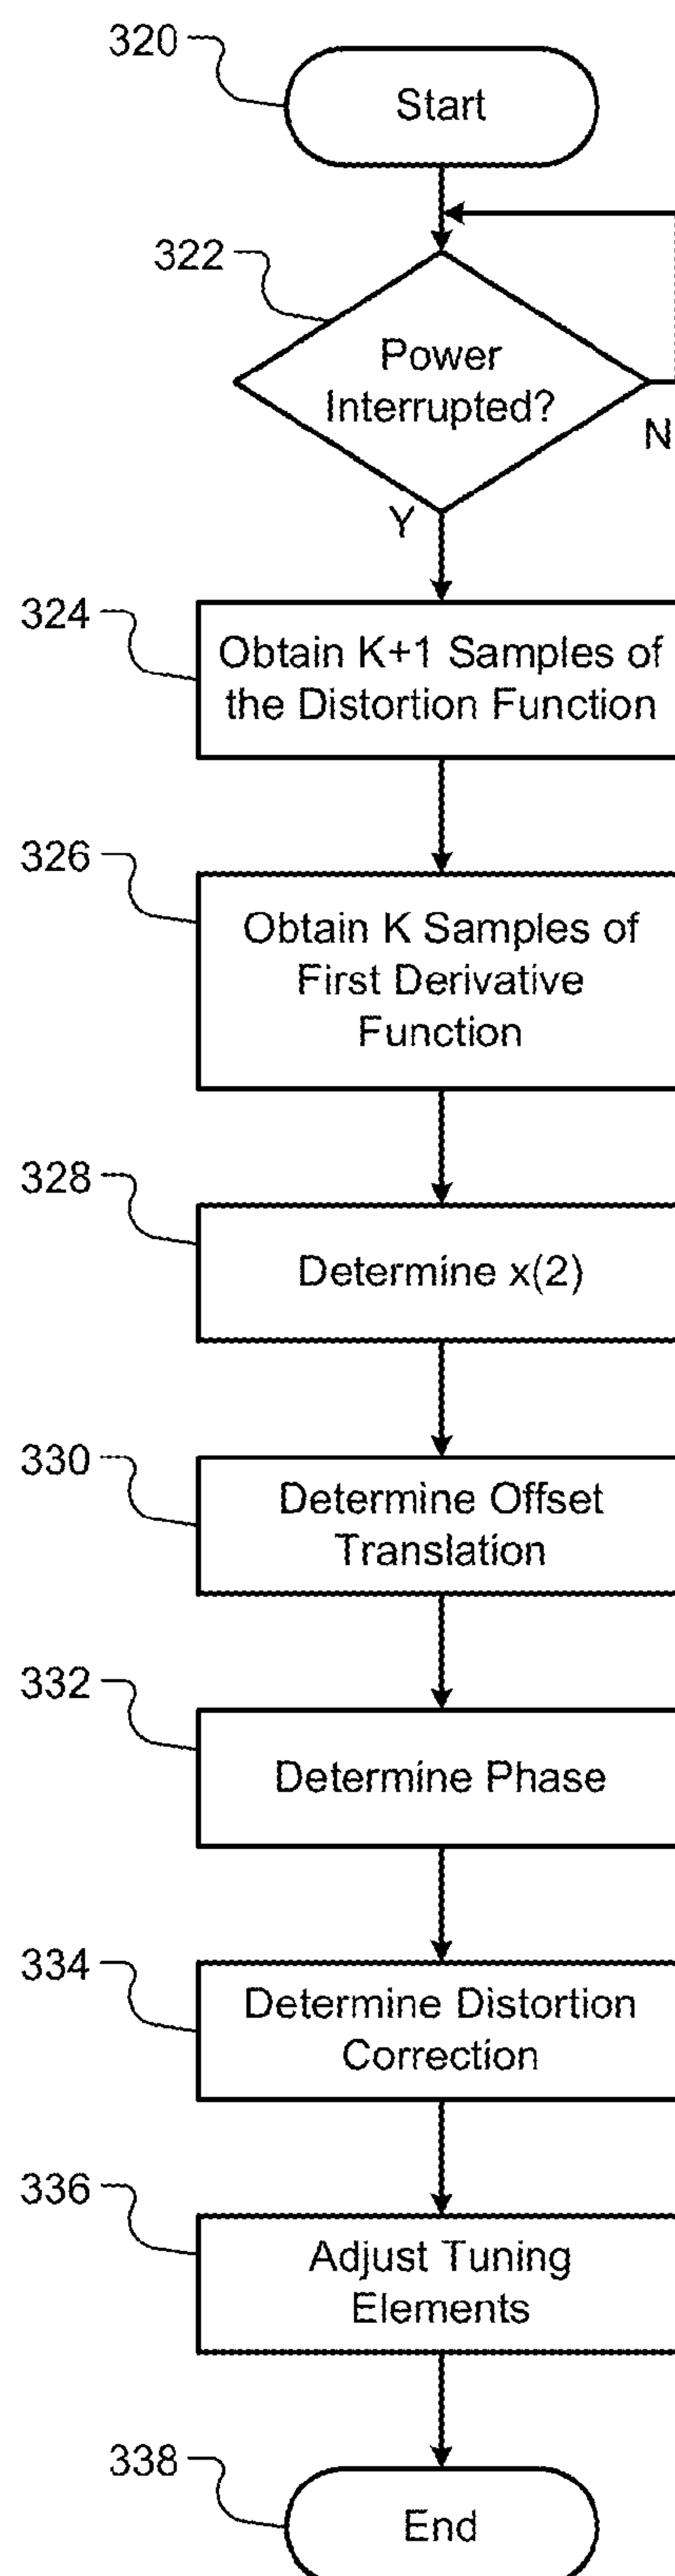 320
Start
322
Power
Interrupted?
N
Y
324
Obtain K+1 Samples of
the Distortion Function
326
Obtain K Samples of
First Derivative
Function
328
Determine x(2)
330
Determine Offset
Translation
332
Determine Phase
334
Determine Distortion
Correction
336
Adjust Tuning
Elements
338
End